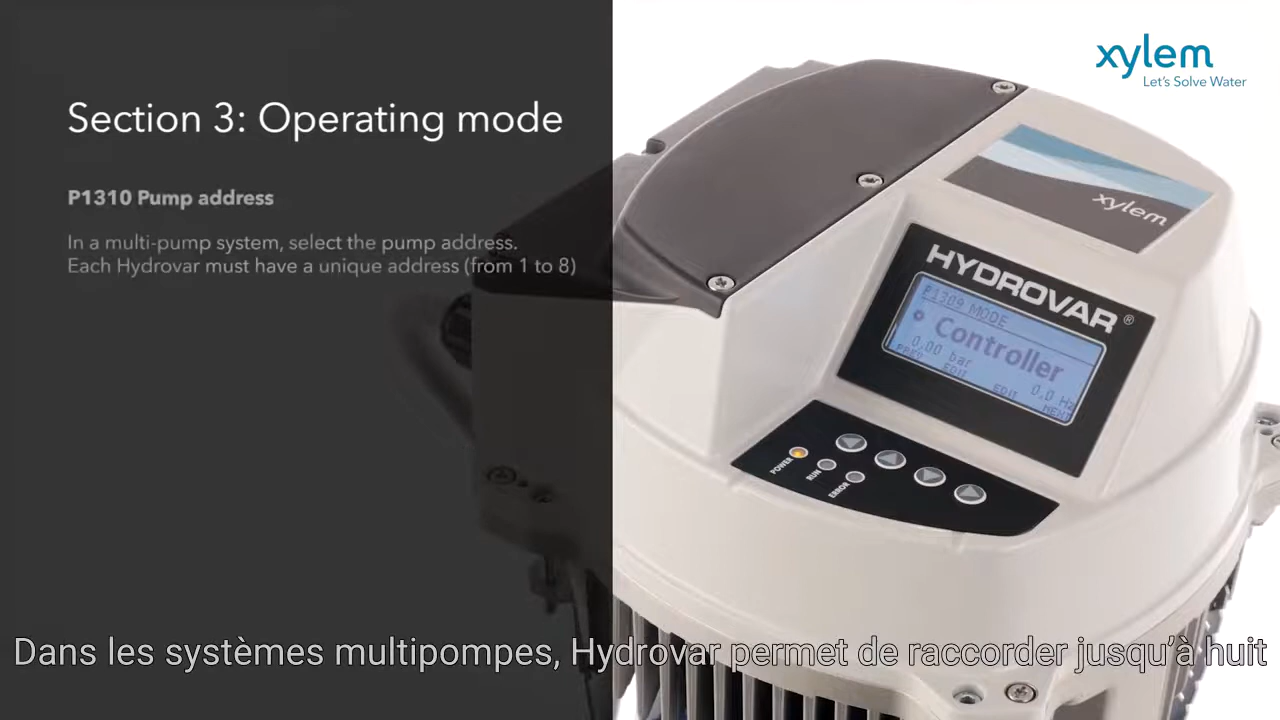 xylem
Let's Solve Water
Section 3: Operating mode
P1310 Pump address
In a multi-pump system, select the pump address.
Each Hydrovar must have a unique address (from 1 to 8)
xylem
HYDROVAR®
P1309 MODE
Controller
0.00 bar
0.0 Hz
EDIT EDIT MENU
POWER
RUN
ERROR
Dans les systèmes multipompes, Hydrovar permet de raccorder jusqu'à huit